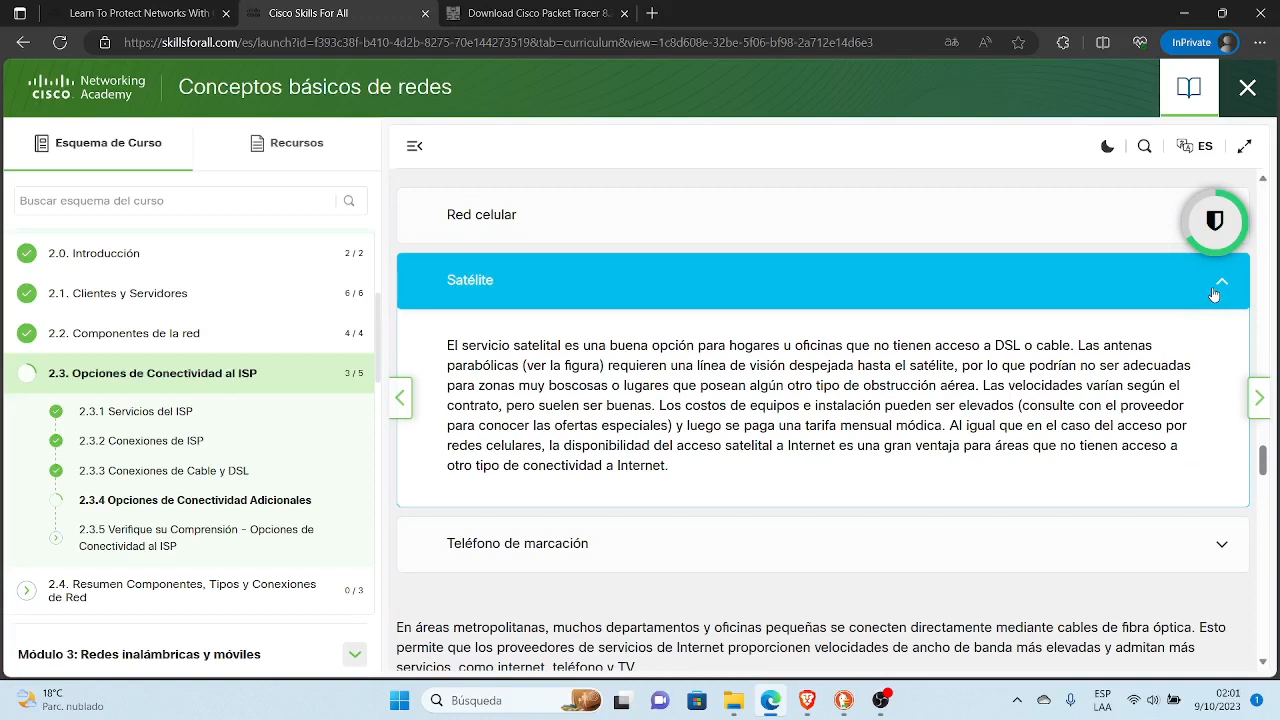 Learn To Protect Networks With
Cisco Skills For All
Download Cisco Packet Tracer 8.
https://skillsforall.com/es/launch?id=f393c38f-b410-4d2b-8275-70e144273519&tab=curriculum&view=1c8d608e-32be-5f06-bf98-2a712e14d6e3
InPrivate
Networking
CISCO. Academy
Conceptos básicos de redes
Esquema de Curso
Recursos
ES
Buscar esquema del curso
2.0. Introducción 2 / 2
2.1. Clientes y Servidores 6 / 6
2.2. Componentes de la red 4 / 4
2.3. Opciones de Conectividad al ISP 3 / 5
2.3.1 Servicios del ISP
2.3.2 Conexiones de ISP
2.3.3 Conexiones de Cable y DSL
2.3.4 Opciones de Conectividad Adicionales
2.3.5 Verifique su Comprensión - Opciones de
Conectividad al ISP
2.4. Resumen Componentes, Tipos y Conexiones
de Red 0 / 3
Módulo 3: Redes inalámbricas y móviles
Red celular
Satélite
El servicio satelital es una buena opción para hogares u oficinas que no tienen acceso a DSL o cable. Las antenas
parabólicas (ver la figura) requieren una línea de visión despejada hasta el satélite, por lo que podrían no ser adecuadas
para zonas muy boscosas o lugares que posean algún otro tipo de obstrucción aérea. Las velocidades varían según el
contrato, pero suelen ser buenas. Los costos de equipos e instalación pueden ser elevados (consulte con el proveedor
para conocer las ofertas especiales) y luego se paga una tarifa mensual módica. Al igual que en el caso del acceso por
redes celulares, la disponibilidad del acceso satelital a Internet es una gran ventaja para áreas que no tienen acceso a
otro tipo de conectividad a Internet.
Teléfono de marcación
En áreas metropolitanas, muchos departamentos y oficinas pequeñas se conecten directamente mediante cables de fibra óptica. Esto
permite que los proveedores de servicios de Internet proporcionen velocidades de ancho de banda más elevadas y admitan más
servicios, como internet, teléfono y TV.
18°C
Parc. nublado
Búsqueda
ESP
LAA
02:01
9/10/2023
1